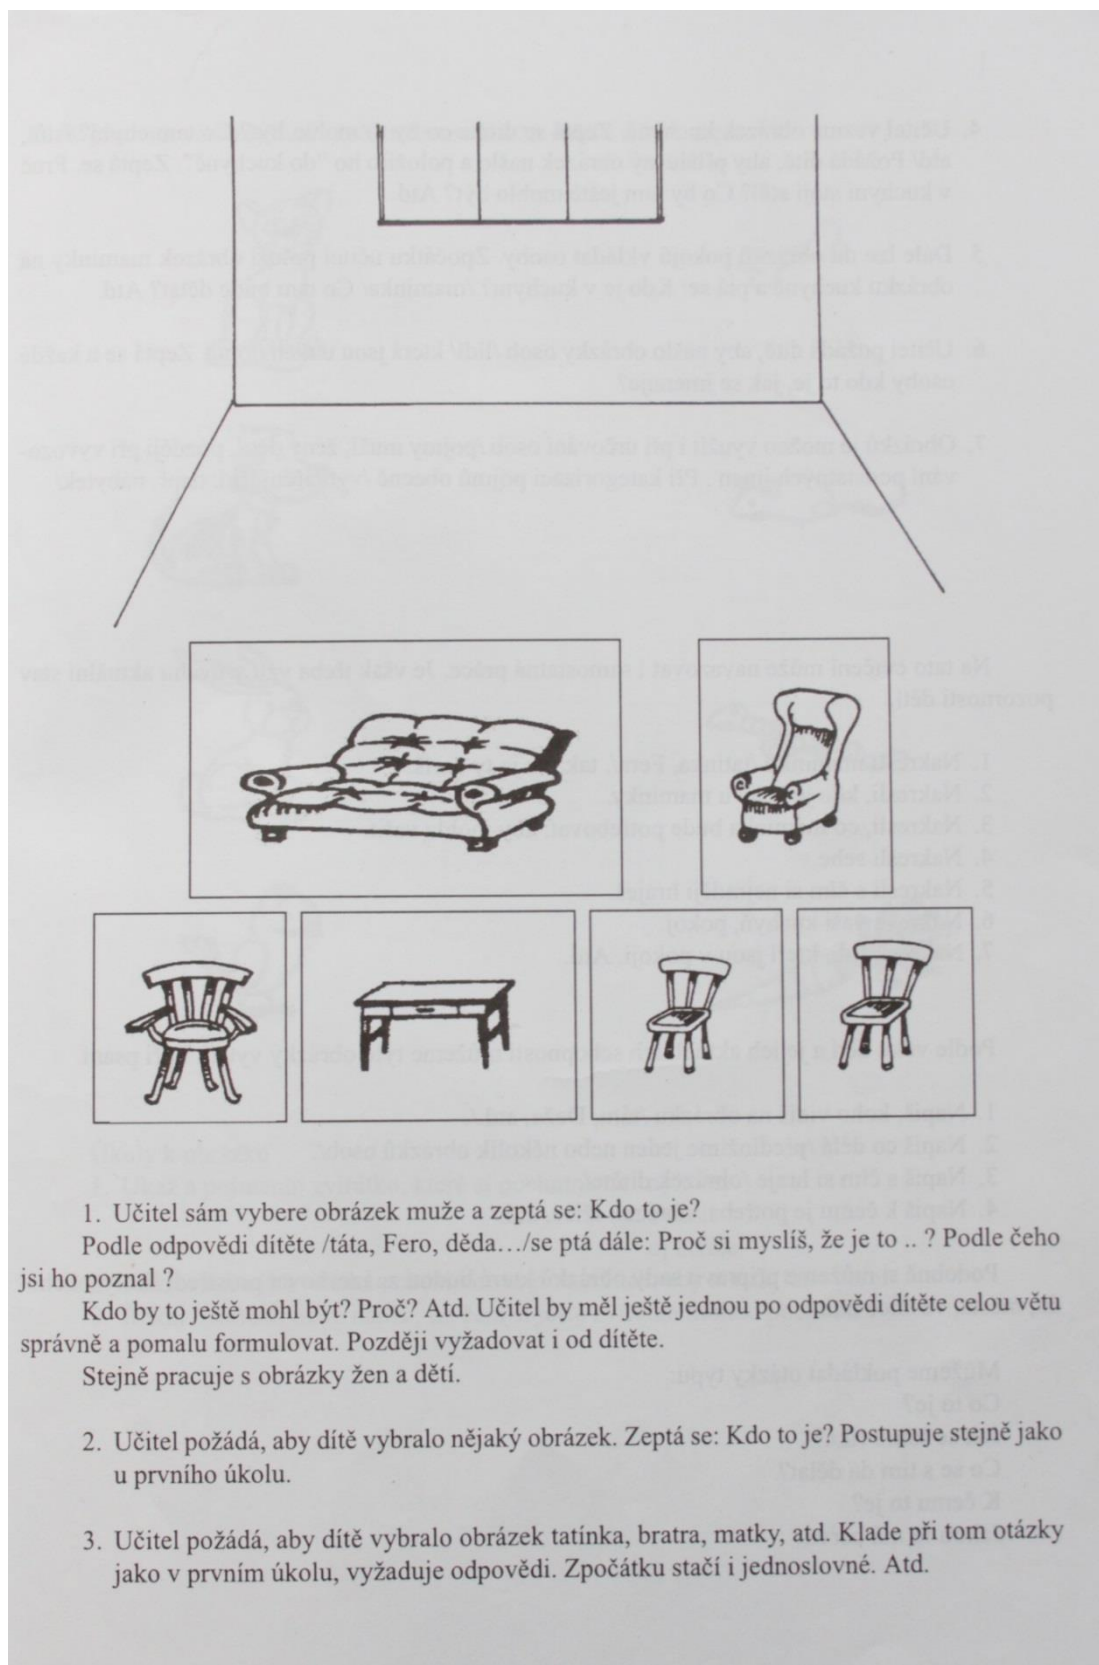 1. Učitel sám vybere obrázek muže a zeptá se: Kdo to je?
Podle odpovědi dítěte /táta, Fero, děda.../se ptá dále: Proč si myslíš, že je to .. ? Podle čeho
jsi ho poznal ?
Kdo by to ještě mohl být? Proč? Atd. Učitel by měl ještě jednou po odpovědi dítěte celou větu
správně a pomalu formulovat. Později vyžadovat i od dítěte.
Stejně pracuje s obrázky žen a dětí.
2. Učitel požádá, aby dítě vybralo nějaký obrázek. Zeptá se: Kdo to je? Postupuje stejně jako
u prvního úkolu.
3. Učitel požádá, aby dítě vybralo obrázek tatínka, bratra, matky, atd. Klade při tom otázky
jako v prvním úkolu, vyžaduje odpovědi. Zpočátku stačí i jednoslovné. Atd.